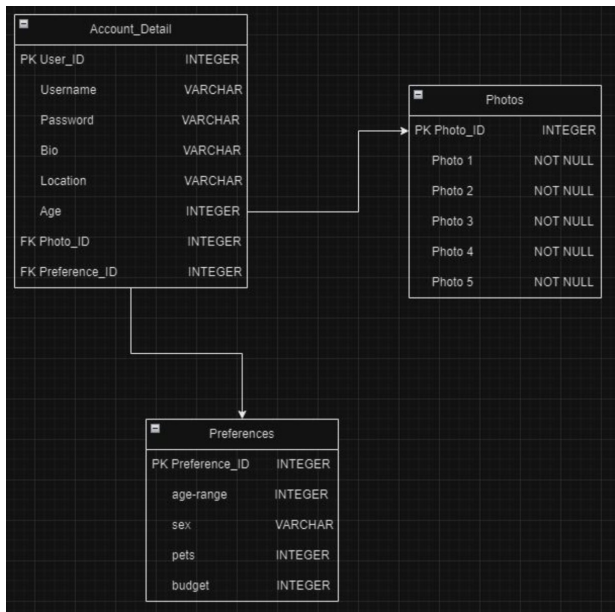 Account_Detail
PK User_ID INTEGER
Username VARCHAR
Password VARCHAR
Bio VARCHAR
Location VARCHAR
Age INTEGER
FK Photo_ID INTEGER
FK Preference_ID INTEGER
Photos
PK Photo_ID INTEGER
Photo 1 NOT NULL
Photo 2 NOT NULL
Photo 3 NOT NULL
Photo 4 NOT NULL
Photo 5 NOT NULL
Preferences
PK Preference_ID INTEGER
age-range INTEGER
sex VARCHAR
pets INTEGER
budget INTEGER